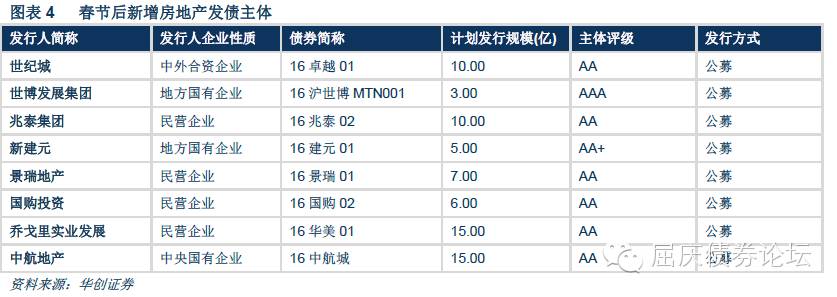 图表 4 春节后新增房地产发债主体
发行人简称 发行人企业性质 债券简称 计划发行规模(亿) 主体评级 发行方式
世纪城 中外合资企业 16 卓越 01 10.00 AA 公募
世博发展集团 地方国有企业 16 沪世博 MTN001 3.00 AAA 公募
兆泰集团 民营企业 16 兆泰 02 10.00 AA 公募
新建元 地方国有企业 16 建元 01 5.00 AA+ 公募
景瑞地产 民营企业 16 景瑞 01 7.00 AA 公募
国购投资 民营企业 16 国购 02 6.00 AA 公募
乔戈里实业发展 民营企业 16 华美 01 15.00 AA 公募
中航地产 中央国有企业 16 中航城 15.00 AA 公募
屈庆债券论坛
资料来源：华创证券